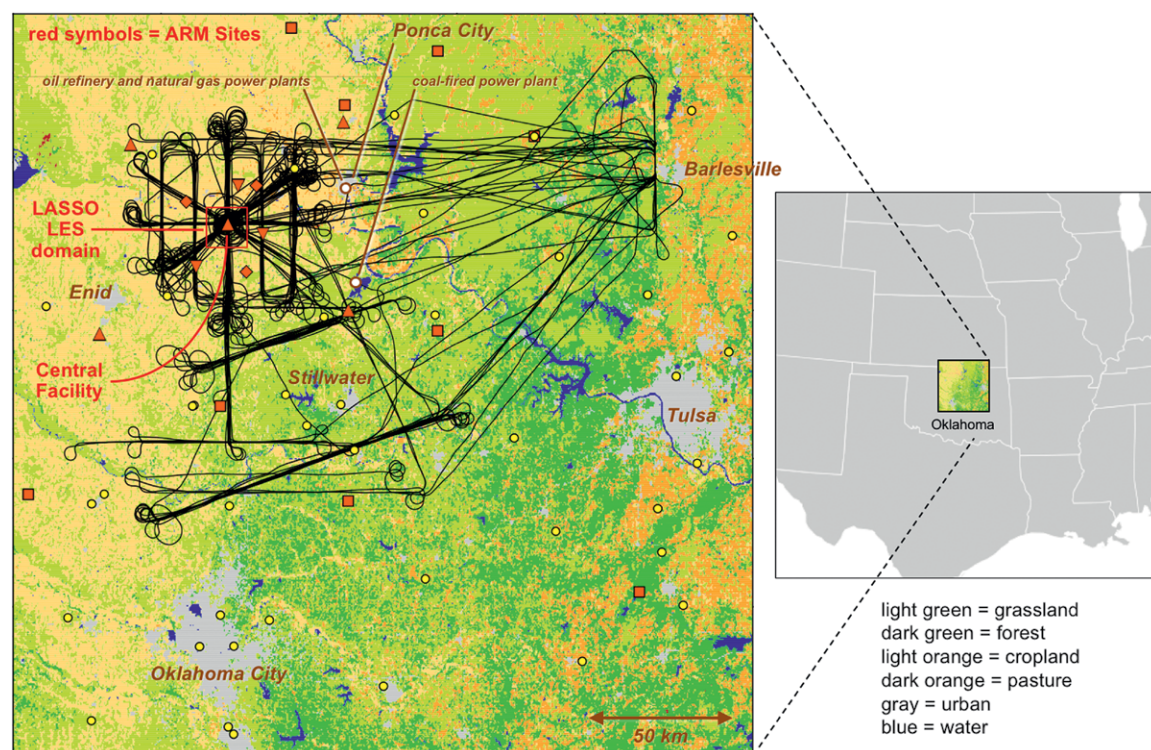 red symbols = ARM Sites
Ponca City
oil refinery and natural gas power plants
coal-fired power plant
Barlesville
LASSO
LES
domain
Enid
Central
Facility
Stillwater
Tulsa
Oklahoma City
50 km
Oklahoma
light green = grassland
dark green = forest
light orange = cropland
dark orange = pasture
gray = urban
blue = water